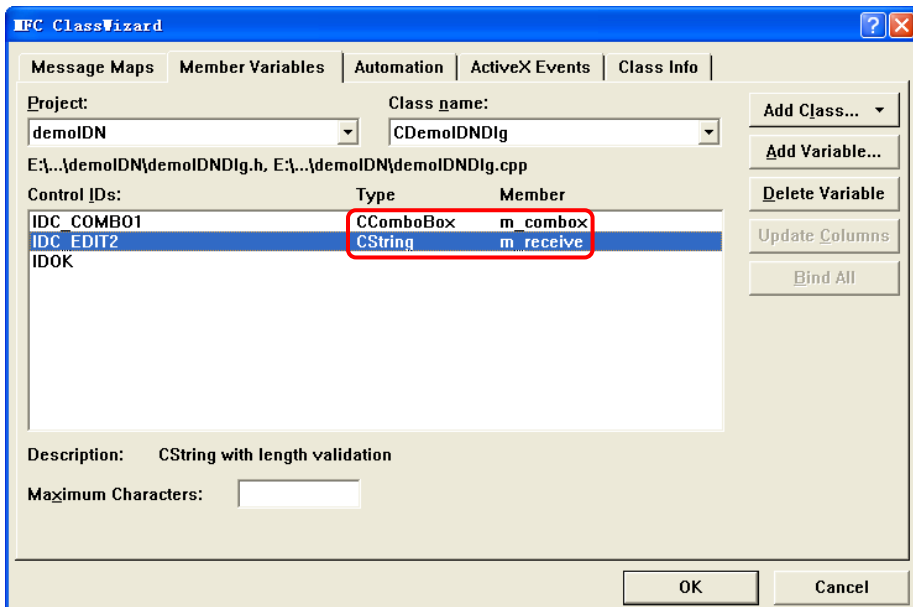 MFC ClassWizard
Message Maps Member Variables Automation ActiveX Events Class Info
Project: Class name:
demoIDN CDemoIDNDlg Add Class...
E:\...\demoIDN\demoIDNDlg.h, E:\...\demoIDN\demoIDNDlg.cpp Add Variable...
Control IDs: Type Member Delete Variable
IDC_COMBO1 CComboBox m_combox
IDC_EDIT2 CString m_receive Update Columns
IDOK
Bind All
Description: CString with length validation
Maximum Characters:
OK Cancel